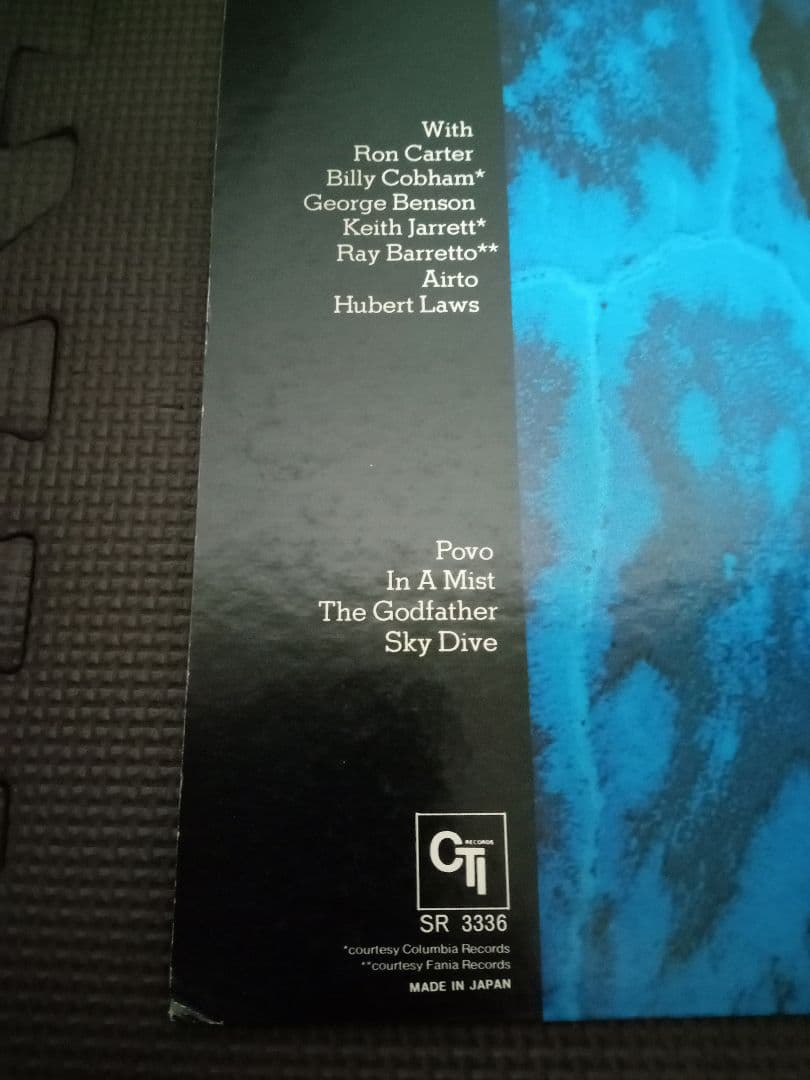 With
Ron Carter
Billy Cobham*
George Benson
Keith Jarrett*
Ray Barretto**
Airto
Hubert Laws
Povo
In A Mist
The Godfather
Sky Dive
CTI RECORDS
SR 3336
*courtesy Columbia Records
**courtesy Fania Records
MADE IN JAPAN